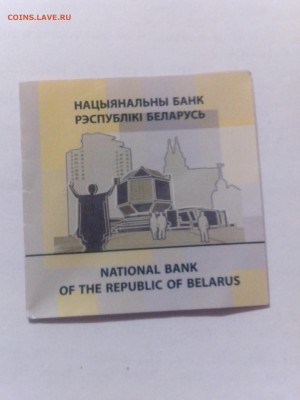 COINS.LAVE.RU
НАЦЫЯНАЛЬНЫ БАНК
РЭСПУБЛІКІ БЕЛАРУСЬ
NATIONAL BANK
OF THE REPUBLIC OF BELARUS